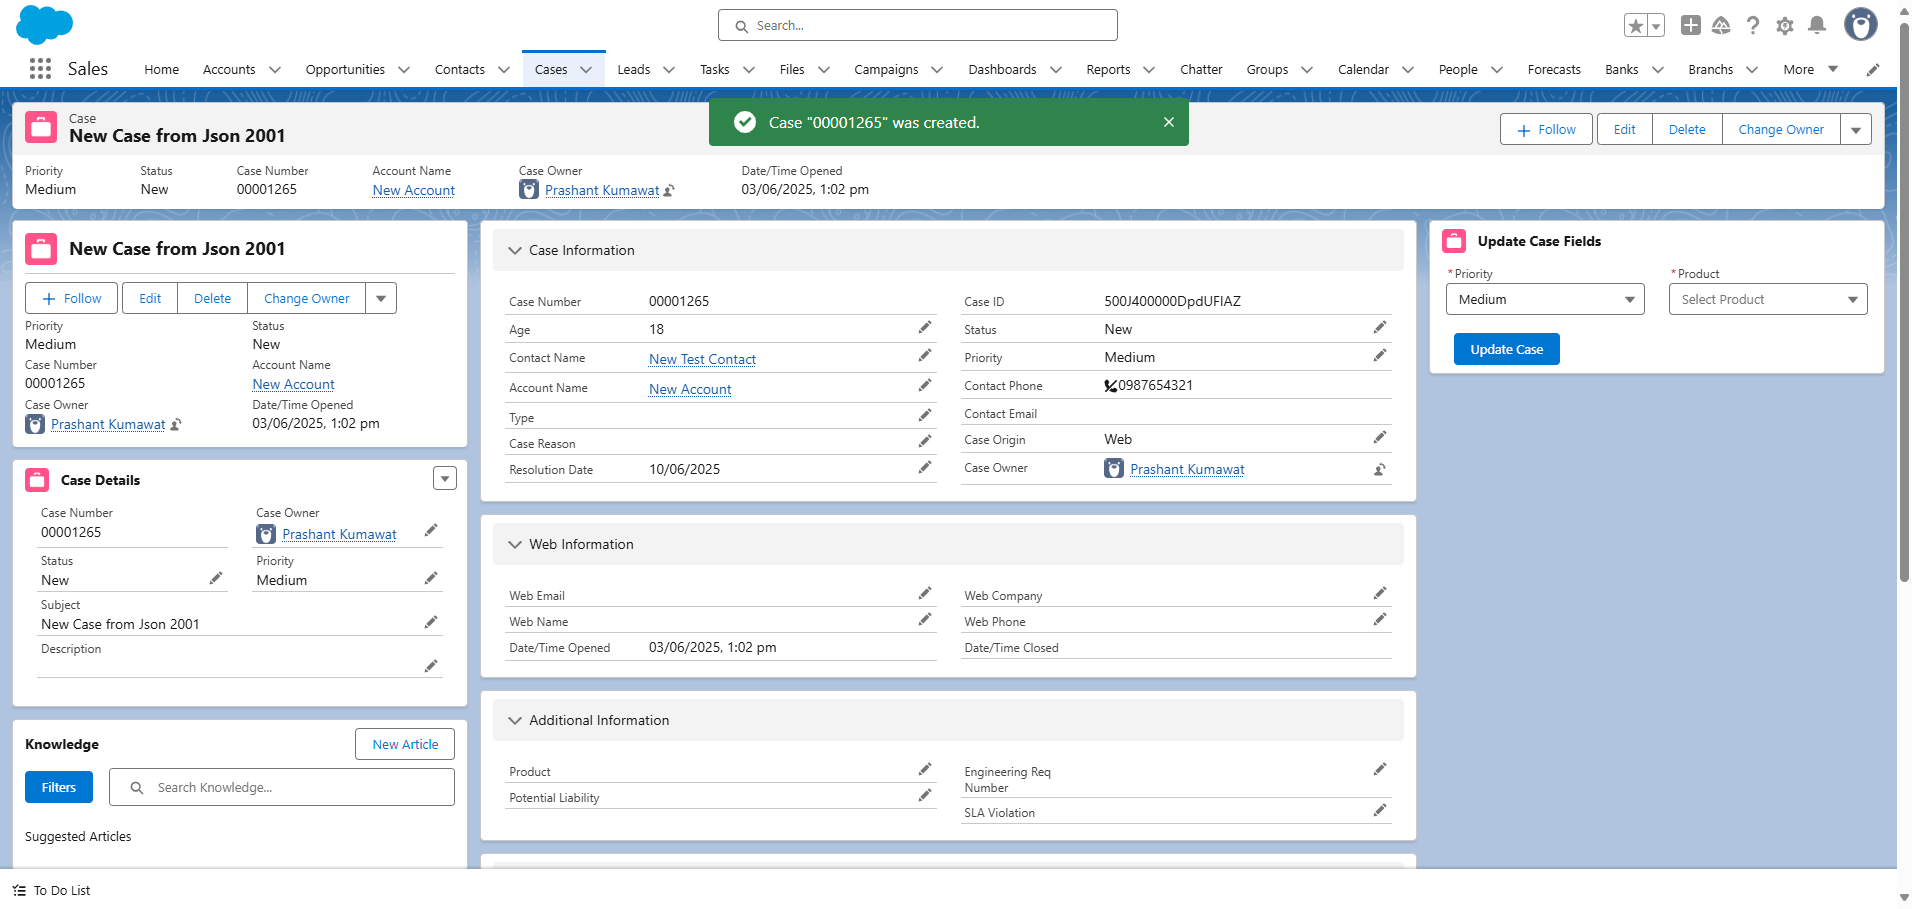 Search...
Sales
Home
Accounts
Opportunities
Contacts
Cases
Leads
Tasks
Files
Campaigns
Dashboards
Reports
Chatter
Groups
Calendar
People
Forecasts
Banks
Branchs
More
Case
New Case from Json 2001
Case "00001265" was created.
Follow
Edit
Delete
Change Owner
Priority
Medium
Status
New
Case Number
00001265
Account Name
New Account
Case Owner
Prashant Kumawat
Date/Time Opened
03/06/2025, 1:02 pm
New Case from Json 2001
Follow
Edit
Delete
Change Owner
Priority
Medium
Status
New
Case Number
00001265
Account Name
New Account
Case Owner
Prashant Kumawat
Date/Time Opened
03/06/2025, 1:02 pm
Case Details
Case Number
00001265
Case Owner
Prashant Kumawat
Status
New
Priority
Medium
Subject
New Case from Json 2001
Description
Knowledge
New Article
Filters
Search Knowledge...
Suggested Articles
Case Information
Case Number 00001265
Age 18
Contact Name New Test Contact
Account Name New Account
Type
Case Reason
Resolution Date 10/06/2025
Case ID 500J400000DpdUFIAZ
Status New
Priority Medium
Contact Phone 0987654321
Contact Email
Case Origin Web
Case Owner Prashant Kumawat
Web Information
Web Email
Web Name
Date/Time Opened 03/06/2025, 1:02 pm
Web Company
Web Phone
Date/Time Closed
Additional Information
Product
Potential Liability
Engineering Req
Number
SLA Violation
Update Case Fields
*Priority
Medium
*Product
Select Product
Update Case
To Do List